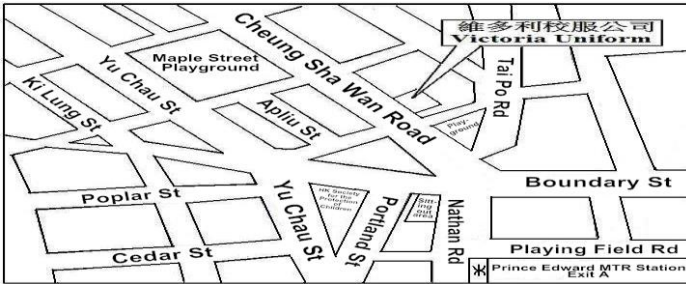 維多利校服公司
Victoria Uniform
Cheung Sha Wan Road
Maple Street
Playground
Yu Chau St
Tai Po Rd
Ki Lung St
Apliu St
Play-
ground
Boundary St
Poplar St
Yu Chau St
HK Society
for the
Protection
of
Children
Portland St
Sitt-
ing out
area
Nathan Rd
Cedar St
Playing Field Rd
Prince Edward MTR Station
Exit A